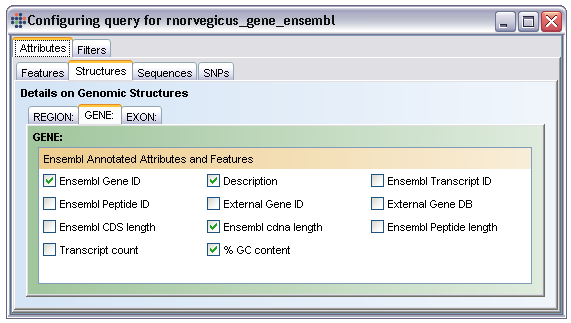 Configuring query for rnorvegicus_gene_ensembl
Attributes Filters
Features Structures Sequences SNPs
Details on Genomic Structures
REGION: GENE: EXON:
GENE:
Ensembl Annotated Attributes and Features
Ensembl Gene ID Description Ensembl Transcript ID
Ensembl Peptide ID External Gene ID External Gene DB
Ensembl CDS length Ensembl cdna length Ensembl Peptide length
Transcript count % GC content